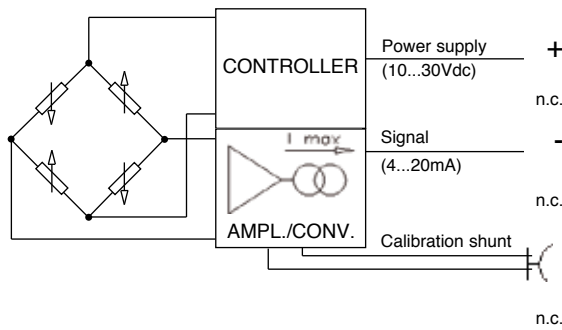 CONTROLLER
Power supply
(10...30Vdc)
+
n.c.
I max
Signal
(4...20mA)
-
n.c.
AMPL./CONV.
Calibration shunt
n.c.